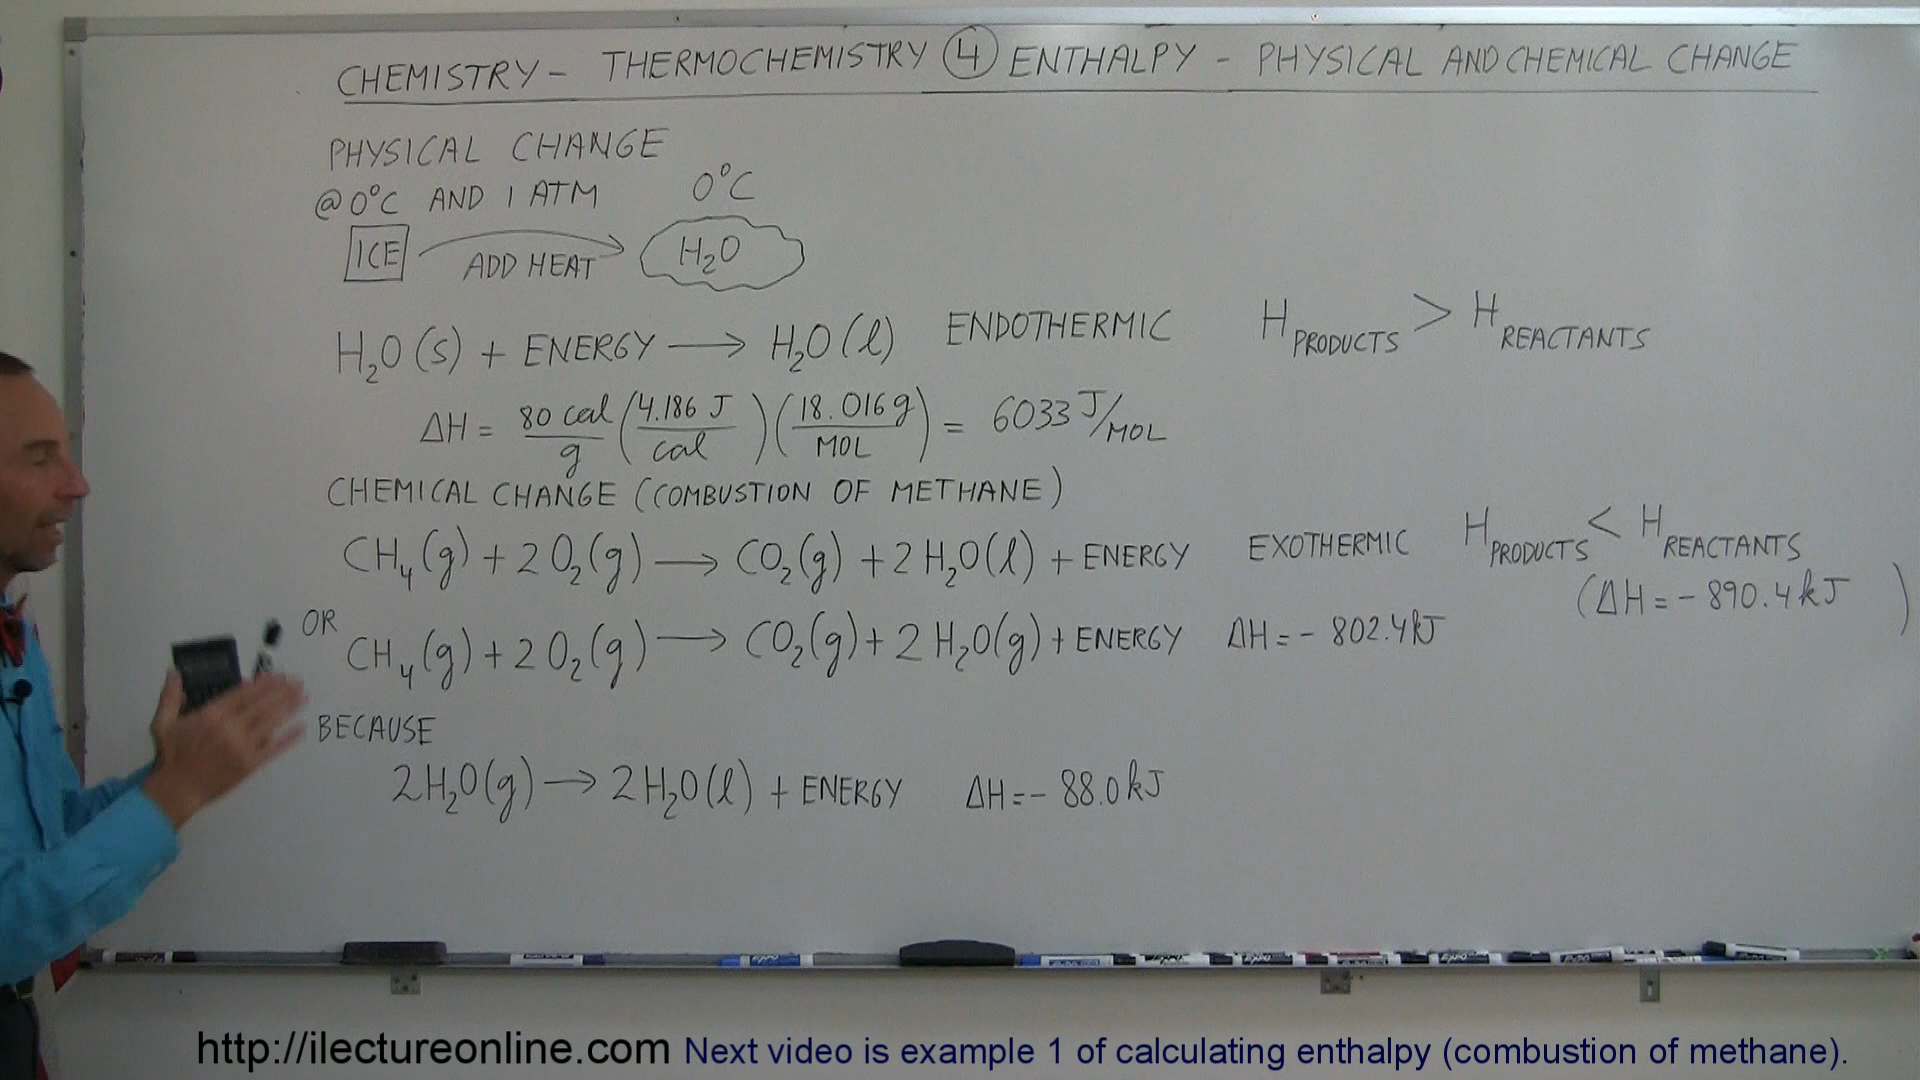 CHEMISTRY - THERMOCHEMISTRY ④ ENTHALPY - PHYSICAL AND CHEMICAL CHANGE
PHYSICAL CHANGE
@ 0°C AND 1 ATM 0°C
ICE ADD HEAT H₂O
H₂O(s) + ENERGY → H₂O(l) ENDOTHERMIC H PRODUCTS > H REACTANTS
ΔH = 80 cal/g (4.186 J/cal) (18.016 g/MOL) = 6033 J/MOL
CHEMICAL CHANGE (COMBUSTION OF METHANE)
CH₄(g) + 2 O₂(g) → CO₂(g) + 2 H₂O(l) + ENERGY EXOTHERMIC H PRODUCTS < H REACTANTS
(ΔH = - 890.4 kJ )
OR CH₄(g) + 2 O₂(g) → CO₂(g) + 2 H₂O(g) + ENERGY ΔH = - 802.4 kJ
BECAUSE
2H₂O(g) → 2H₂O(l) + ENERGY ΔH = - 88.0 kJ
http://ilectureonline.com Next video is example 1 of calculating enthalpy (combustion of methane).